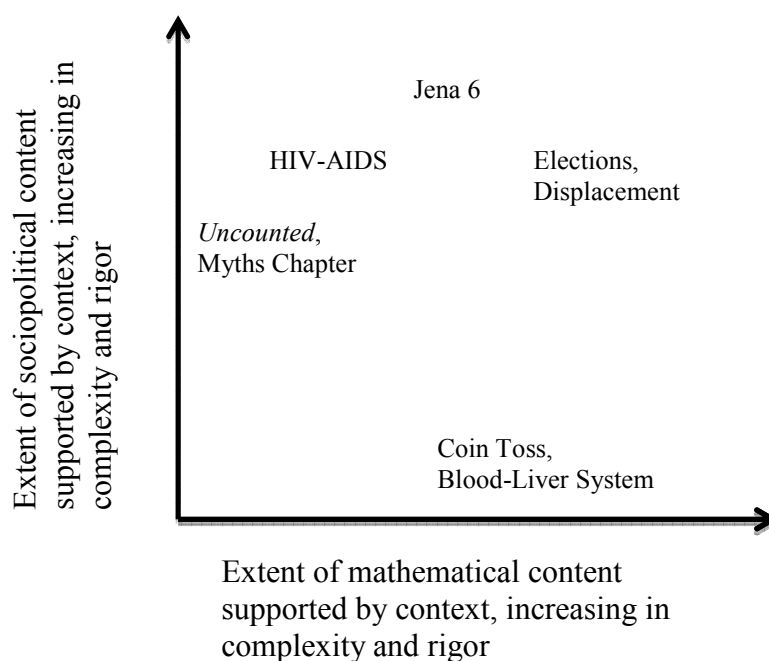 Extent of sociopolitical content
supported by context, increasing in
complexity and rigor
Jena 6
HIV-AIDS
Elections,
Displacement
Uncounted,
Myths Chapter
Coin Toss,
Blood-Liver System
Extent of mathematical content
supported by context, increasing in
complexity and rigor